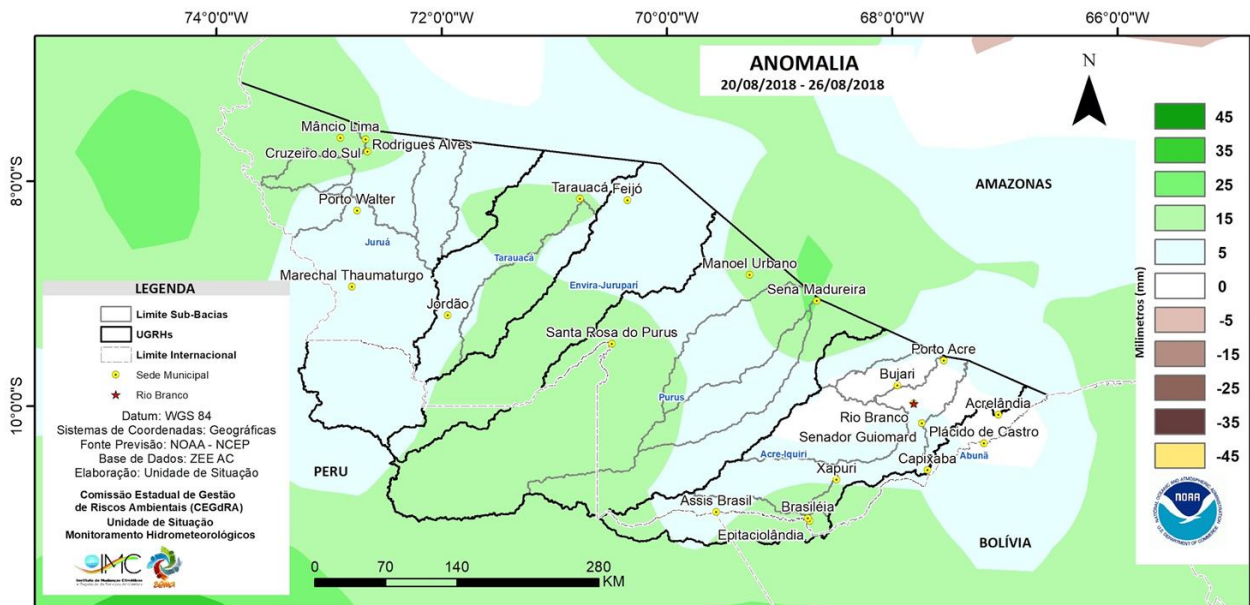 74°0'0"W
72°0'0"W
70°0'0"W
68°0'0"W
66°0'0"W
ANOMALIA
20/08/2018 - 26/08/2018
N
8°0'0"S
10°0'0"S
Mâncio Lima
Rodrigues Alves
Cruzeiro do Sul
Porto Walter
Juruá
Marechal Thaumaturgo
Jordão
Tarauacá
Feijó
Tarauacá
Envira-Jurupari
Manoel Urbano
Sena Madureira
Santa Rosa do Purus
Purus
Porto Acre
Bujari
Rio Branco
Acrelândia
Senador Guiomard
Plácido de Castro
Acre-Iquiri
Abunã
Capixaba
Xapuri
Assis Brasil
Brasiléia
Epitaciolândia
AMAZONAS
PERU
BOLÍVIA
LEGENDA
Limite Sub-Bacias
UGRHs
Limite Internacional
Sede Municipal
Rio Branco
Datum: WGS 84
Sistemas de Coordenadas: Geográficas
Fonte Previsão: NOAA - NCEP
Base de Dados: ZEE AC
Elaboração: Unidade de Situação
Comissão Estadual de Gestão
de Riscos Ambientais (CEGdRA)
Unidade de Situação
Monitoramento Hidrometeorológicos
IMC
0 70 140 280
KM
Milimetros (mm)
45
35
25
15
5
0
-5
-15
-25
-35
-45
NOAA